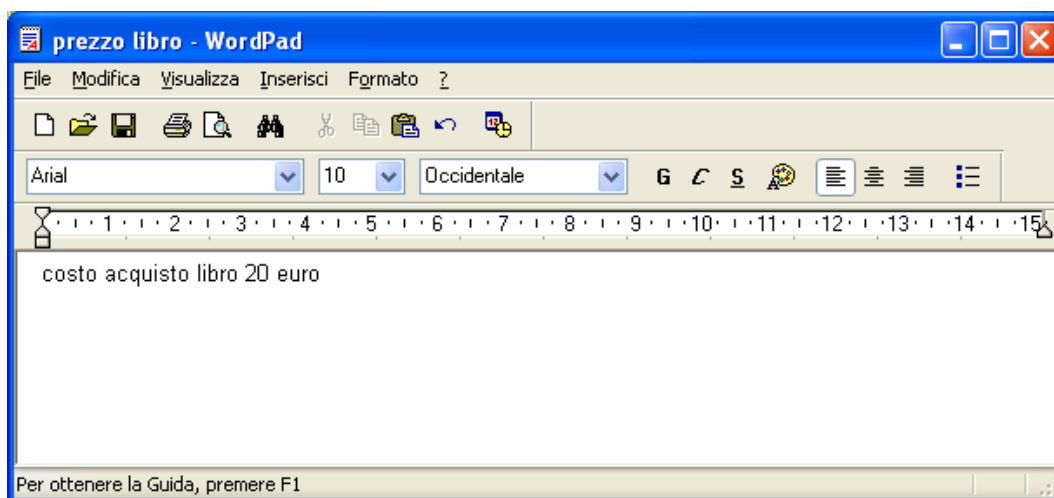 prezzo libro - WordPad
File Modifica Visualizza Inserisci Formato ?
Arial 10 Occidentale G C S
1 2 3 4 5 6 7 8 9 10 11 12 13 14 15
costo acquisto libro 20 euro
Per ottenere la Guida, premere F1